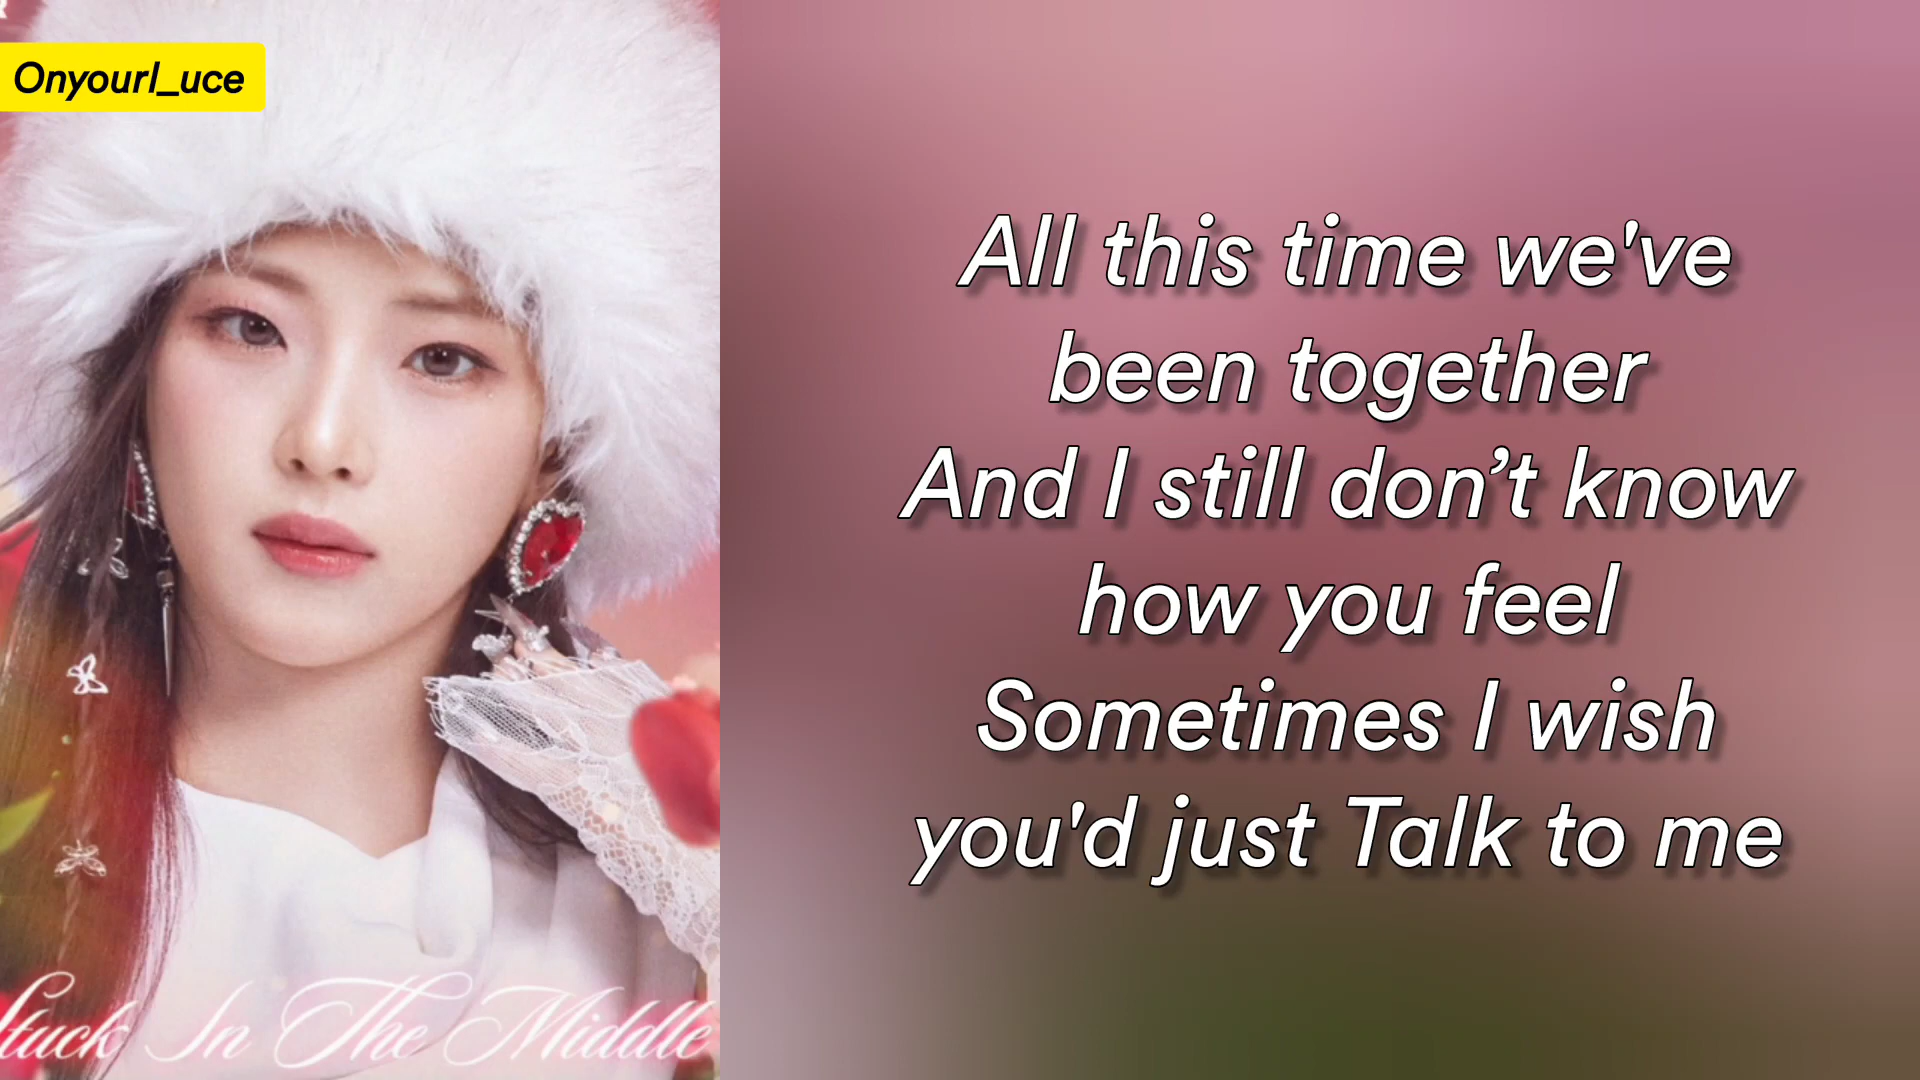 Onyourl_uce
All this time we've
been together
And I still don’t know
how you feel
Sometimes I wish
you'd just Talk to me
Stuck In The Middle